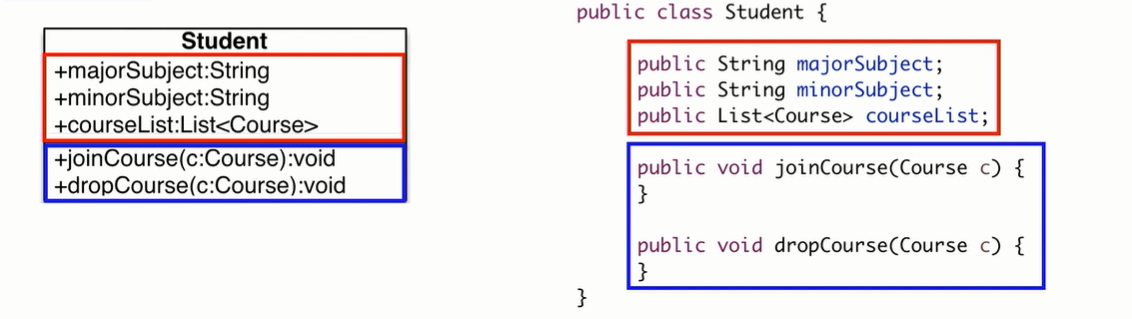 Student
+majorSubject:String
+minorSubject:String
+courseList:List<Course>
+joinCourse(c:Course):void
+dropCourse(c:Course):void
public class Student {
public String majorSubject;
public String minorSubject;
public List<Course> courseList;
public void joinCourse(Course c) {
}
public void dropCourse(Course c) {
}
}